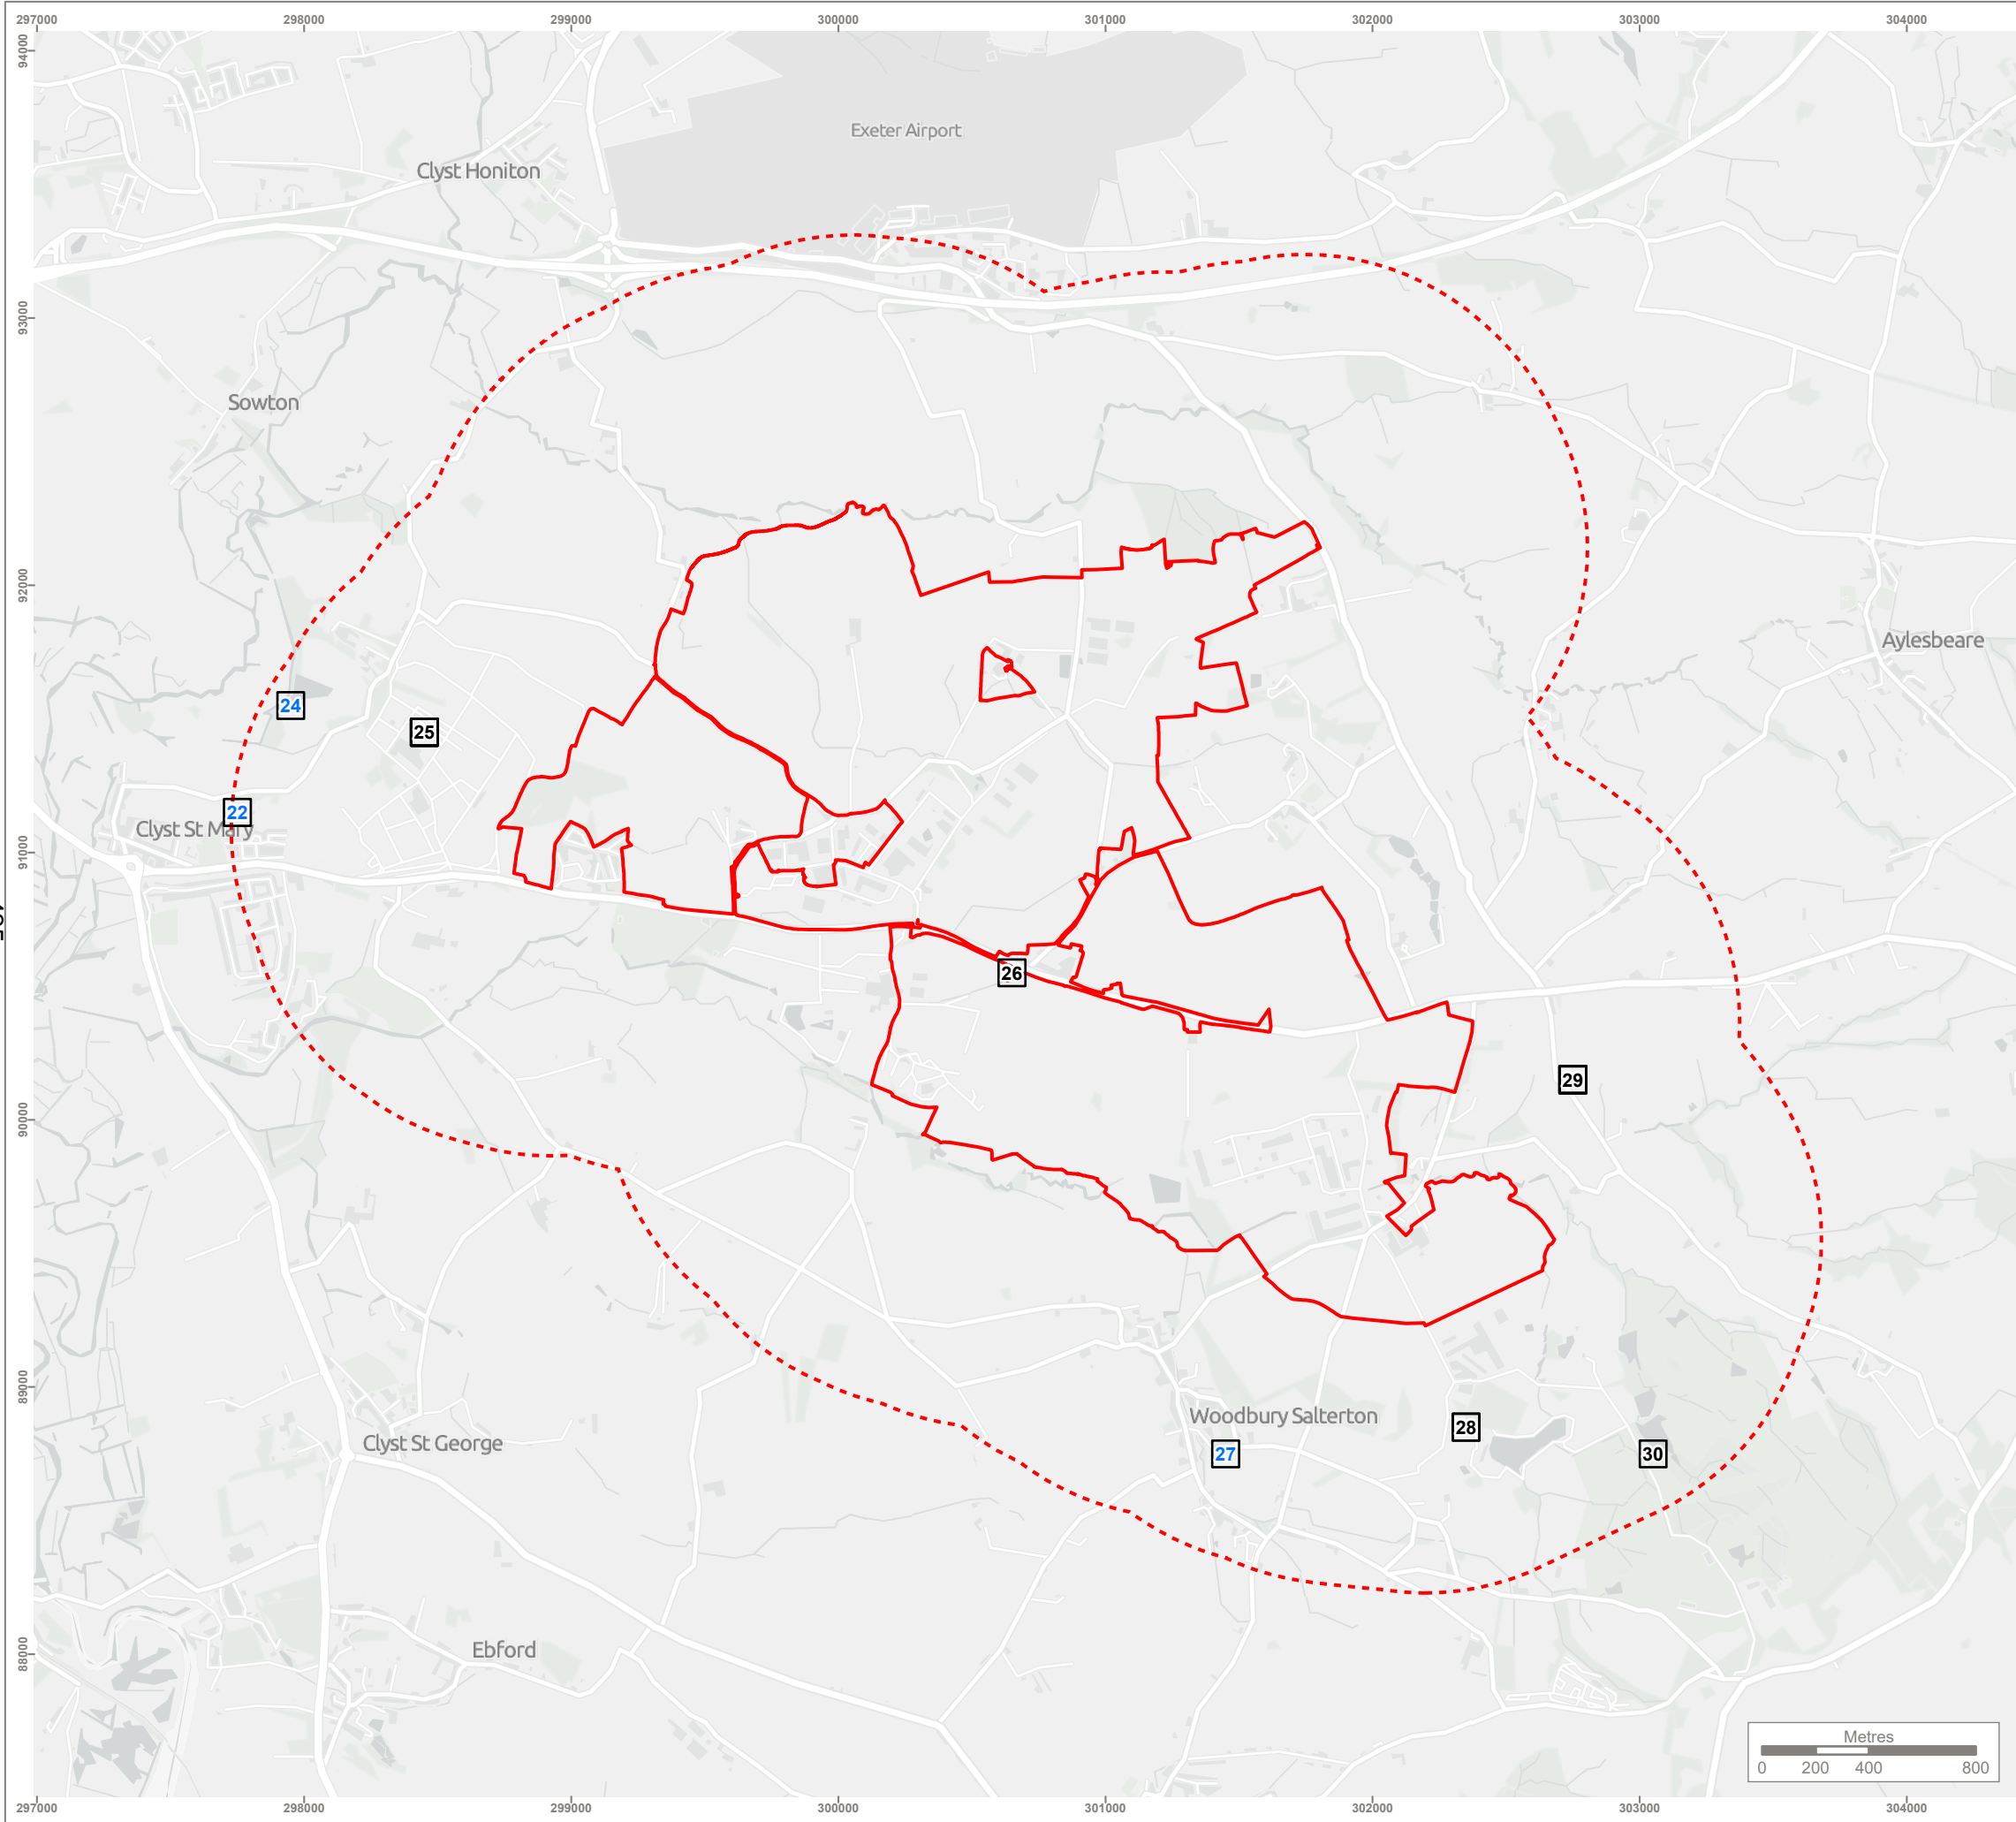 297000 298000 299000 300000 301000 302000 303000 304000
94000
Exeter Airport
Clyst Honiton
93000
Sowton
92000
Aylesbeare
24
25
22
Clyst St Mary
91000
26
29
90000
89000
Woodbury Salterton
28
Clyst St George
27
30
88000
Ebford
Metres
0 200 400 800
297000 298000 299000 300000 301000 302000 303000 304000